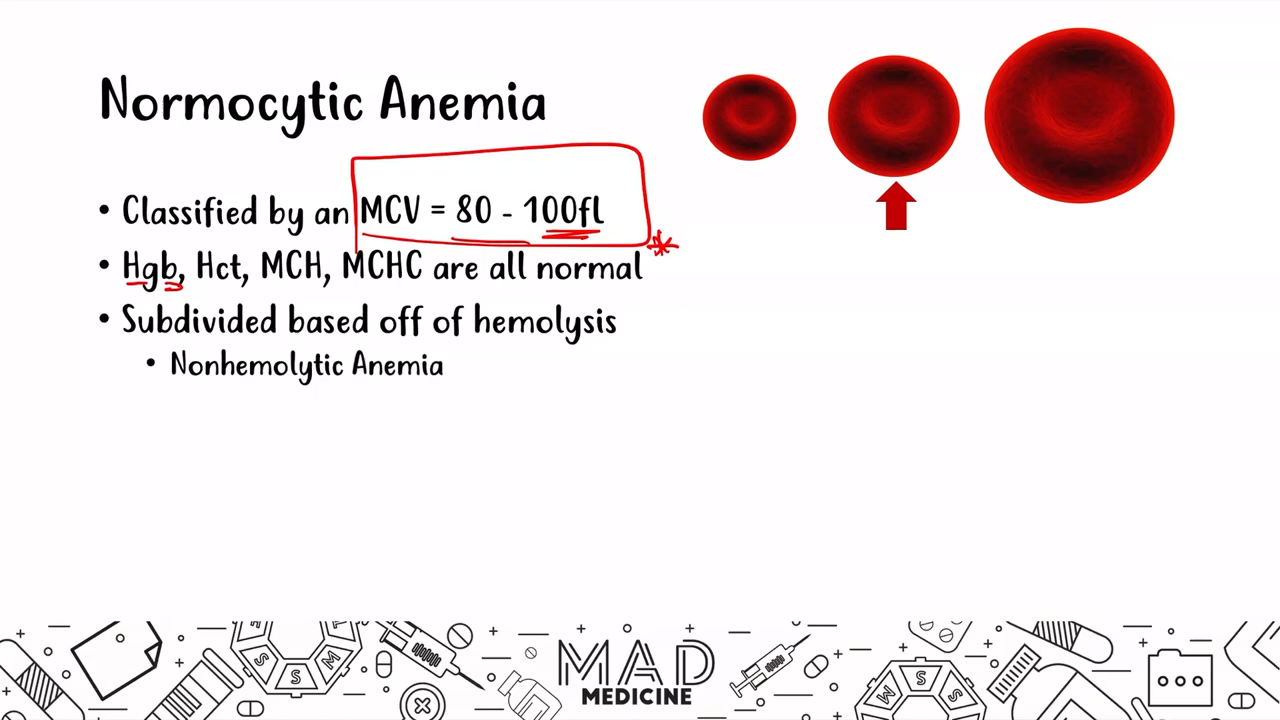 Normocytic Anemia
• Classified by an MCV = 80 - 100fL
• Hgb, Hct, MCH, MCHC are all normal
• Subdivided based off of hemolysis
• Nonhemolytic Anemia
S S M
M S S
MAD
MEDICINE